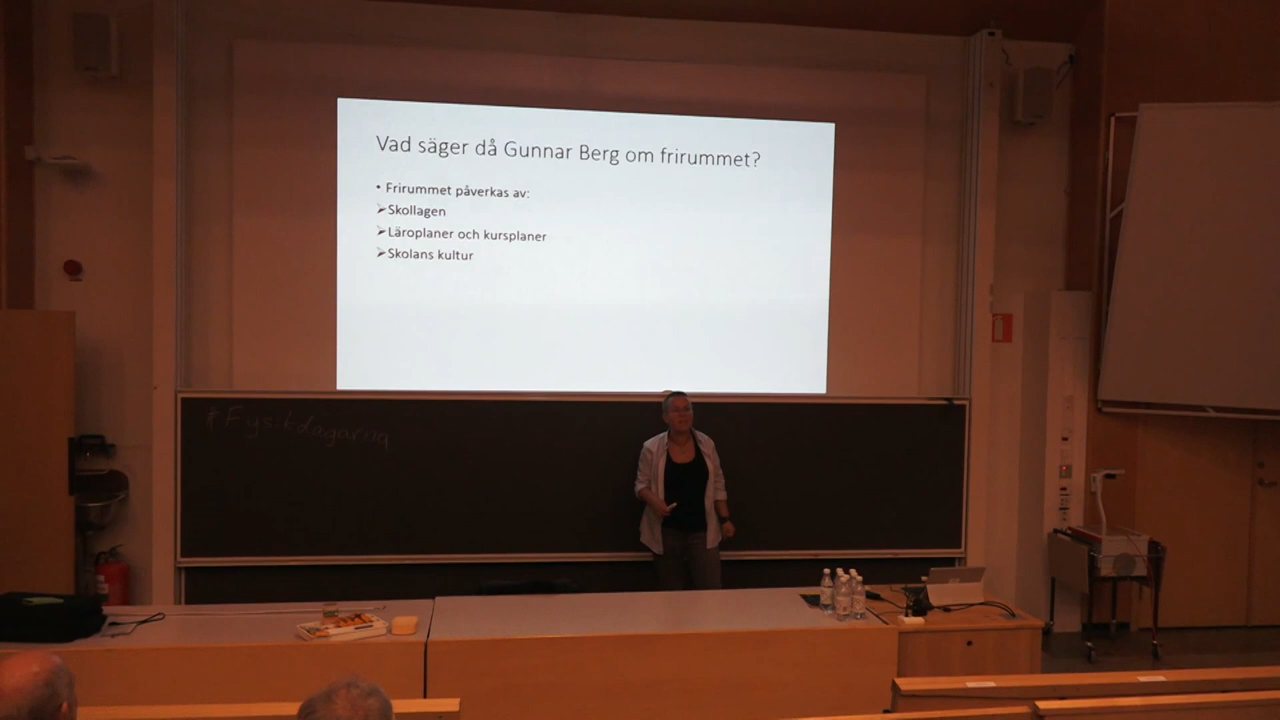 Vad säger då Gunnar Berg om frirummet?
• Frirummet påverkas av:
➢Skollagen
➢Läroplaner och kursplaner
➢Skolans kultur
#Fysikdagarna